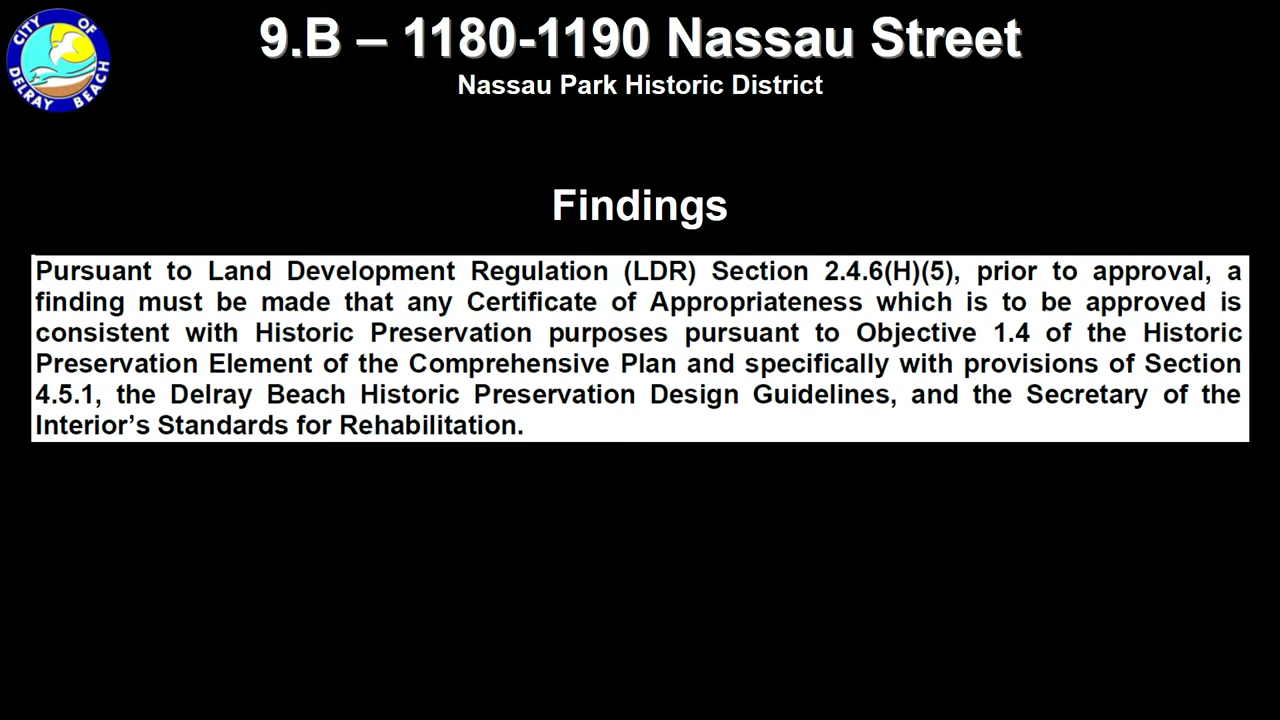 CITY OF
DELRAY BEACH
9.B – 1180-1190 Nassau Street
Nassau Park Historic District
Findings
Pursuant to Land Development Regulation (LDR) Section 2.4.6(H)(5), prior to approval, a
finding must be made that any Certificate of Appropriateness which is to be approved is
consistent with Historic Preservation purposes pursuant to Objective 1.4 of the Historic
Preservation Element of the Comprehensive Plan and specifically with provisions of Section
4.5.1, the Delray Beach Historic Preservation Design Guidelines, and the Secretary of the
Interior’s Standards for Rehabilitation.